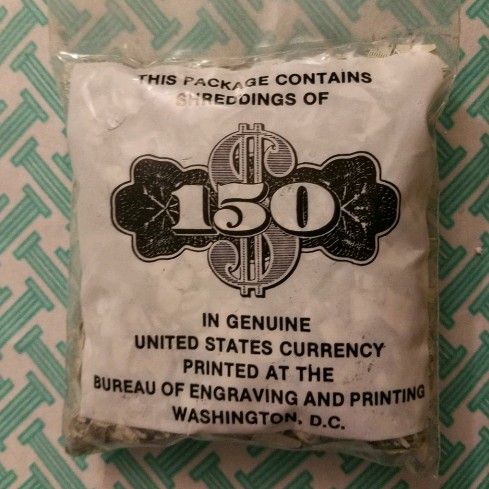 THIS PACKAGE CONTAINS
SHREDDINGS OF
$150
IN GENUINE
UNITED STATES CURRENCY
PRINTED AT THE
BUREAU OF ENGRAVING AND PRINTING
WASHINGTON, D.C.